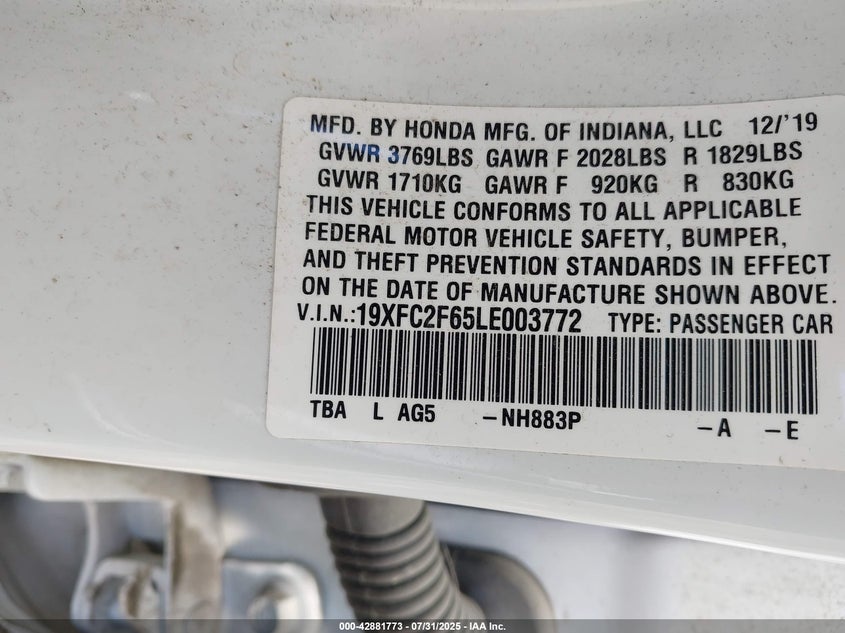 MFD. BY HONDA MFG. OF INDIANA, LLC 12/'19
GVWR 3769LBS GAWR F 2028LBS R 1829LBS
GVWR 1710KG GAWR F 920KG R 830KG
THIS VEHICLE CONFORMS TO ALL APPLICABLE
FEDERAL MOTOR VEHICLE SAFETY, BUMPER,
AND THEFT PREVENTION STANDARDS IN EFFECT
ON THE DATE OF MANUFACTURE SHOWN ABOVE.
V.I.N.:19XFC2F65LE003772 TYPE: PASSENGER CAR
TBA L AG5 –NH883P –A –E
000-42881773 — 07/31/2025 - IAA Inc.